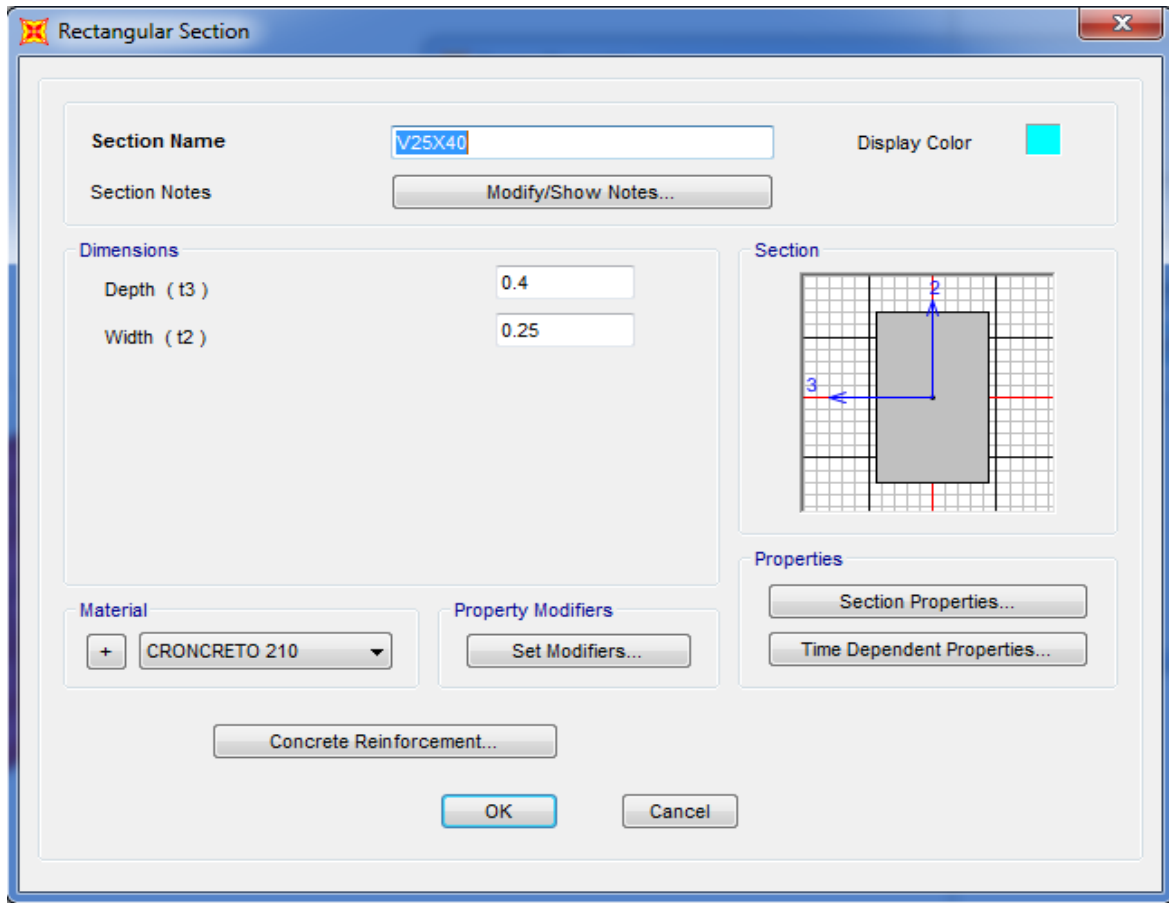 Rectangular Section
X
Section Name V25X40 Display Color
Section Notes Modify/Show Notes...
Dimensions
Depth ( t3 ) 0.4
Width ( t2 ) 0.25
Section
2
3
Properties
Section Properties...
Time Dependent Properties...
Material
+ CRONCRETO 210
Property Modifiers
Set Modifiers...
Concrete Reinforcement...
OK Cancel